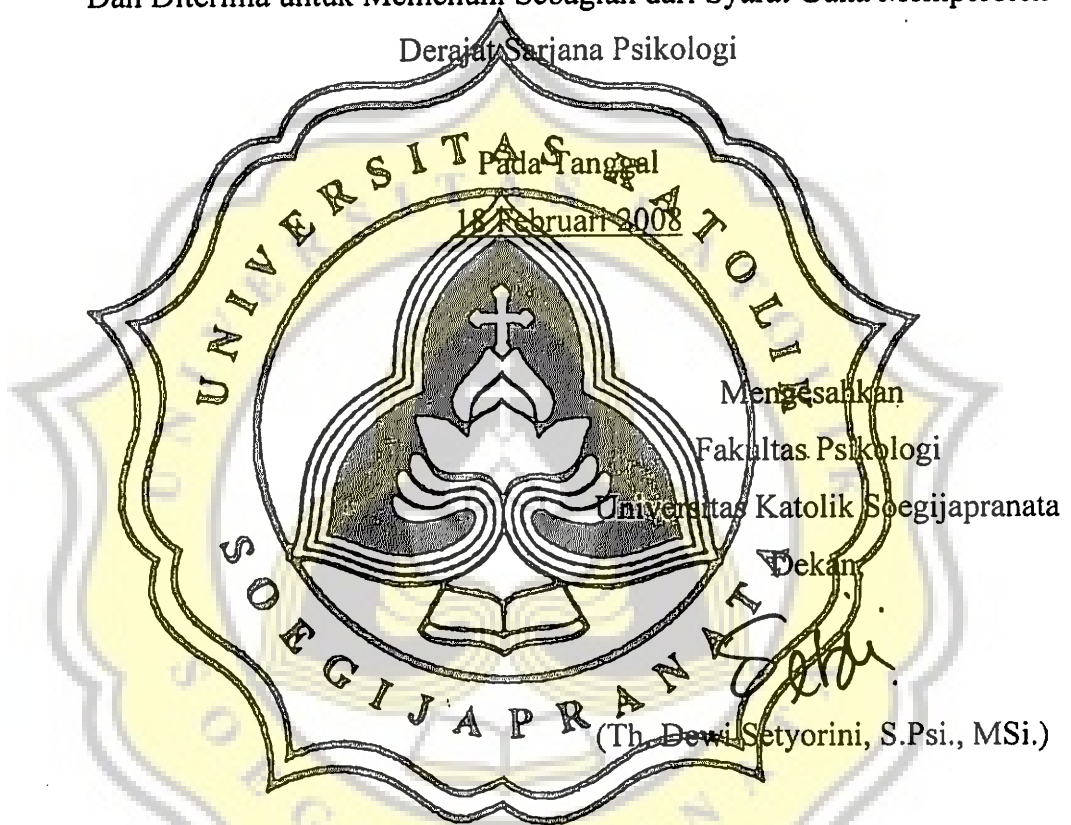 Dan Diterima untuk Memenuhi Sebagian dari Syarat Guna Memperoleh
Derajat Sarjana Psikologi
Pada Tanggal
18 Februari 2008
UNIVERSITAS KATOLIK
SOEGIJAPRANATA
Mengesahkan
Fakultas Psikologi
Universitas Katolik Soegijapranata
Dekan,
(Th. Dewi Setyorini, S.Psi., MSi.)